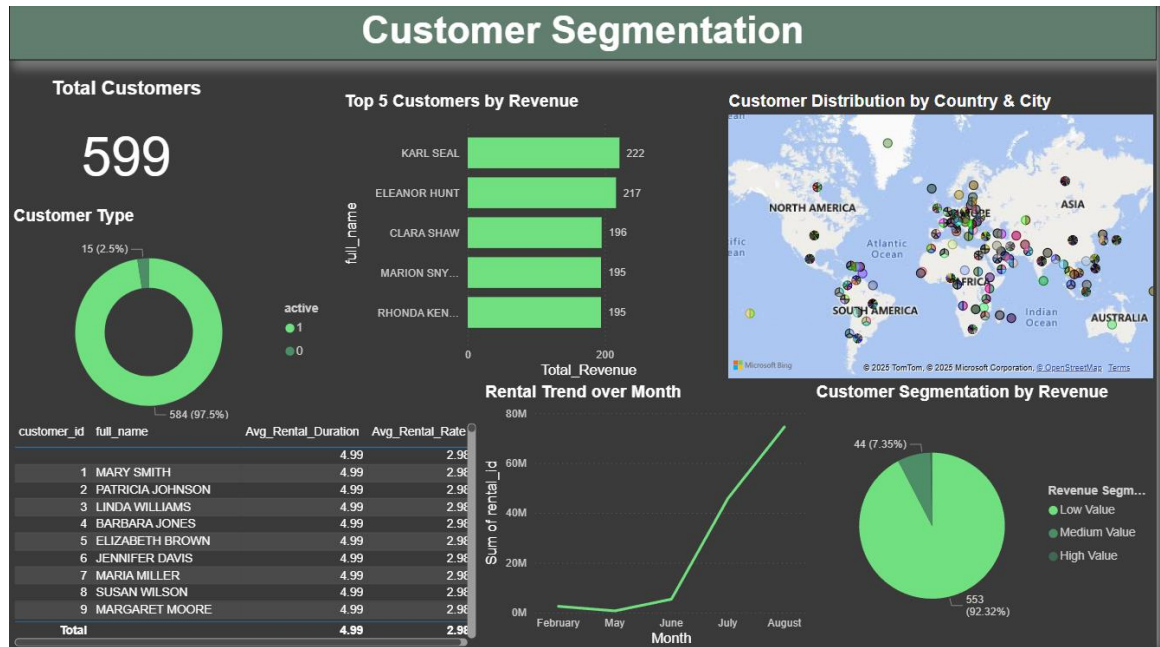 Customer Segmentation
Total Customers
599
Customer Type
15 (2.5%)
584 (97.5%)
active
1
0
Top 5 Customers by Revenue
full_name
KARL SEAL
222
ELEANOR HUNT
217
CLARA SHAW
196
MARION SNY...
195
RHONDA KEN...
195
0
200
Total_Revenue
Customer Distribution by Country & City
NORTH AMERICA
ASIA
Atlantic
Ocean
AFRICA
SOUTH AMERICA
Indian
Ocean
AUSTRALIA
Microsoft Bing
© 2025 TomTom, © 2025 Microsoft Corporation, © OpenStreetMap Terms
customer_id full_name Avg_Rental_Duration Avg_Rental_Rate
4.99 2.98
1 MARY SMITH 4.99 2.98
2 PATRICIA JOHNSON 4.99 2.98
3 LINDA WILLIAMS 4.99 2.98
4 BARBARA JONES 4.99 2.98
5 ELIZABETH BROWN 4.99 2.98
6 JENNIFER DAVIS 4.99 2.98
7 MARIA MILLER 4.99 2.98
8 SUSAN WILSON 4.99 2.98
9 MARGARET MOORE 4.99 2.98
Total 4.99 2.98
Rental Trend over Month
Sum of rental_id
80M
60M
40M
20M
0M
February May June July August
Month
Customer Segmentation by Revenue
44 (7.35%)
553
(92.32%)
Revenue Segm...
Low Value
Medium Value
High Value